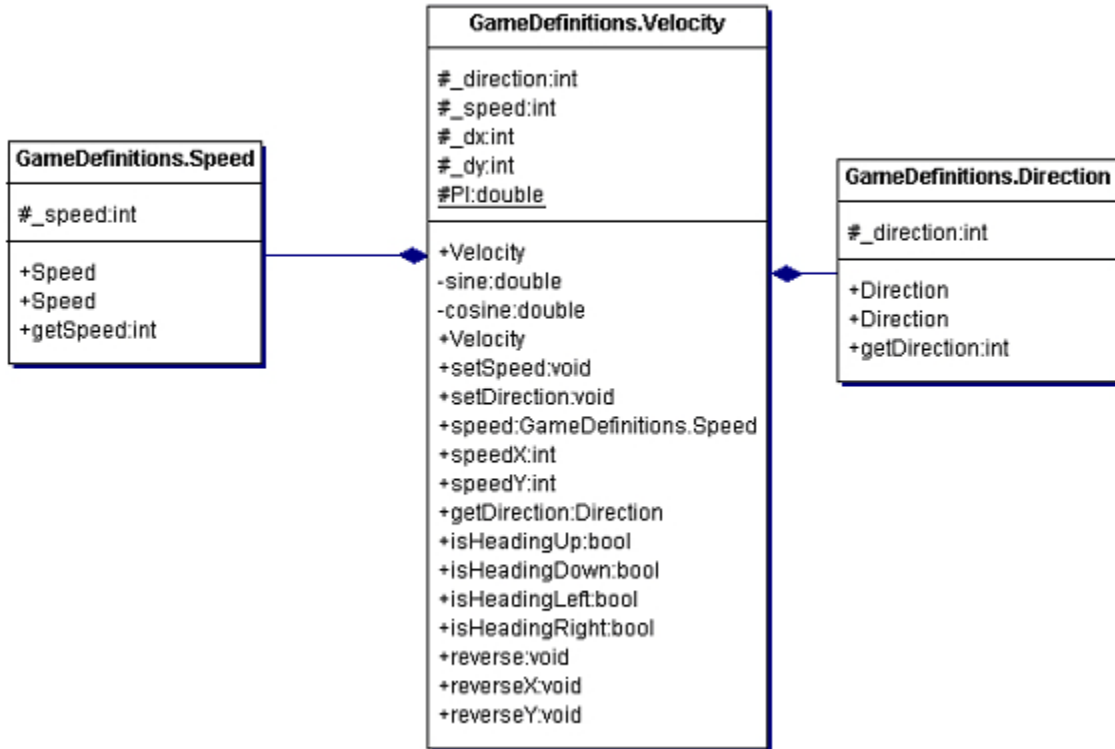 GameDefinitions.Speed
#_speed:int
+Speed
+Speed
+getSpeed:int
GameDefinitions.Velocity
#_direction:int
#_speed:int
#_dx:int
#_dy:int
#PI:double
+Velocity
-sine:double
-cosine:double
+Velocity
+setSpeed:void
+setDirection:void
+speed:GameDefinitions.Speed
+speedX:int
+speedY:int
+getDirection:Direction
+isHeadingUp:bool
+isHeadingDown:bool
+isHeadingLeft:bool
+isHeadingRight:bool
+reverse:void
+reverseX:void
+reverseY:void
GameDefinitions.Direction
#_direction:int
+Direction
+Direction
+getDirection:int